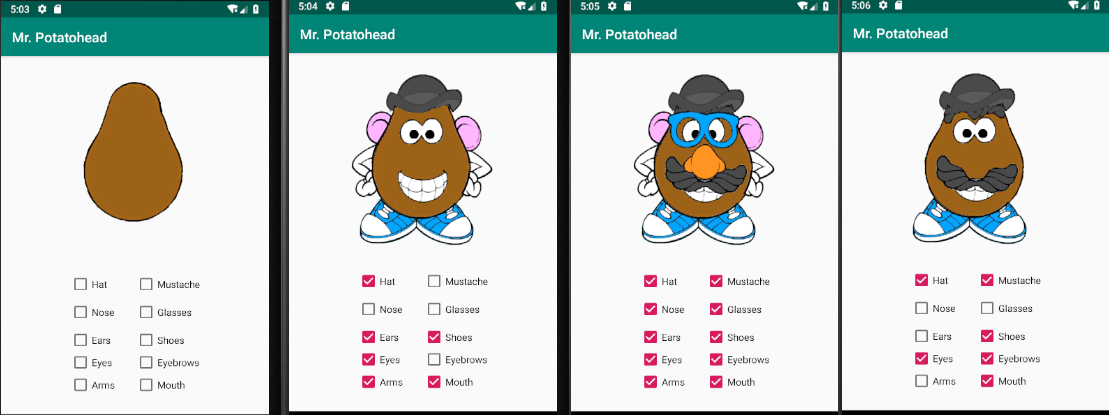 5:03
Mr. Potatohead
Hat Mustache
Nose Glasses
Ears Shoes
Eyes Eyebrows
Arms Mouth
5:04
Mr. Potatohead
Hat Mustache
Nose Glasses
Ears Shoes
Eyes Eyebrows
Arms Mouth
5:05
Mr. Potatohead
Hat Mustache
Nose Glasses
Ears Shoes
Eyes Eyebrows
Arms Mouth
5:06
Mr. Potatohead
Hat Mustache
Nose Glasses
Ears Shoes
Eyes Eyebrows
Arms Mouth